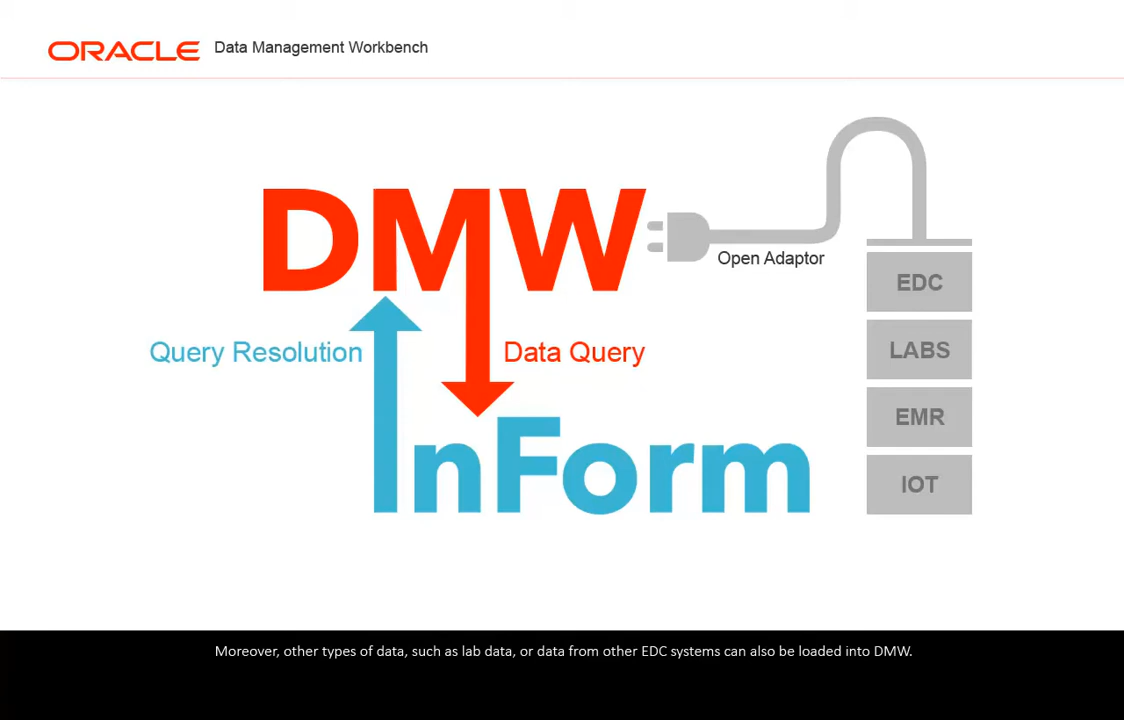 ORACLE Data Management Workbench
DMW
Open Adaptor
EDC
Query Resolution
Data Query
LABS
InForm
EMR
IOT
Moreover, other types of data, such as lab data, or data from other EDC systems can also be loaded into DMW.